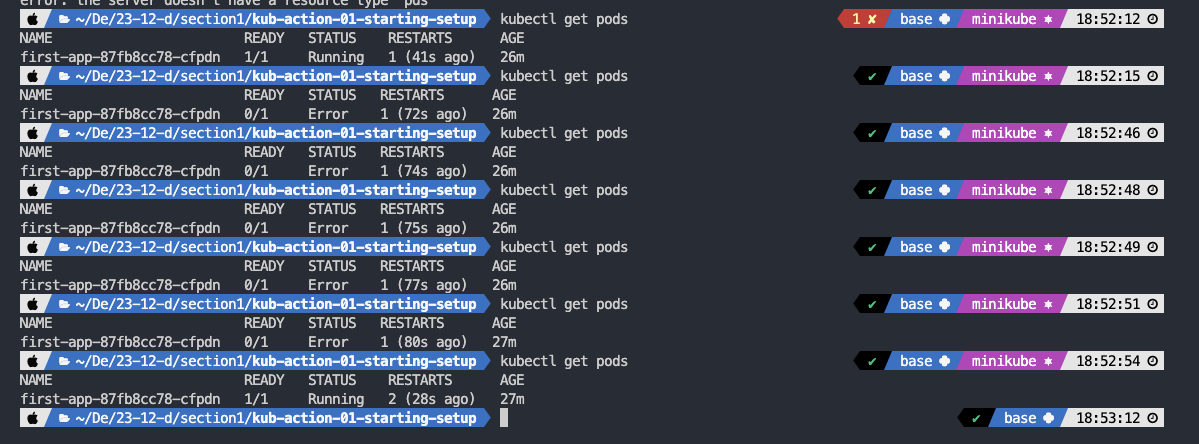 error: the server doesn't have a resource type "pus"
~/De/23-12-d/section1/kub-action-01-starting-setup kubectl get pods 1 ✘ base minikube 18:52:12
NAME READY STATUS RESTARTS AGE
first-app-87fb8cc78-cfpdn 1/1 Running 1 (41s ago) 26m
~/De/23-12-d/section1/kub-action-01-starting-setup kubectl get pods ✔ base minikube 18:52:15
NAME READY STATUS RESTARTS AGE
first-app-87fb8cc78-cfpdn 0/1 Error 1 (72s ago) 26m
~/De/23-12-d/section1/kub-action-01-starting-setup kubectl get pods ✔ base minikube 18:52:46
NAME READY STATUS RESTARTS AGE
first-app-87fb8cc78-cfpdn 0/1 Error 1 (74s ago) 26m
~/De/23-12-d/section1/kub-action-01-starting-setup kubectl get pods ✔ base minikube 18:52:48
NAME READY STATUS RESTARTS AGE
first-app-87fb8cc78-cfpdn 0/1 Error 1 (75s ago) 26m
~/De/23-12-d/section1/kub-action-01-starting-setup kubectl get pods ✔ base minikube 18:52:49
NAME READY STATUS RESTARTS AGE
first-app-87fb8cc78-cfpdn 0/1 Error 1 (77s ago) 26m
~/De/23-12-d/section1/kub-action-01-starting-setup kubectl get pods ✔ base minikube 18:52:51
NAME READY STATUS RESTARTS AGE
first-app-87fb8cc78-cfpdn 0/1 Error 1 (80s ago) 27m
~/De/23-12-d/section1/kub-action-01-starting-setup kubectl get pods ✔ base minikube 18:52:54
NAME READY STATUS RESTARTS AGE
first-app-87fb8cc78-cfpdn 1/1 Running 2 (28s ago) 27m
~/De/23-12-d/section1/kub-action-01-starting-setup ✔ base 18:53:12